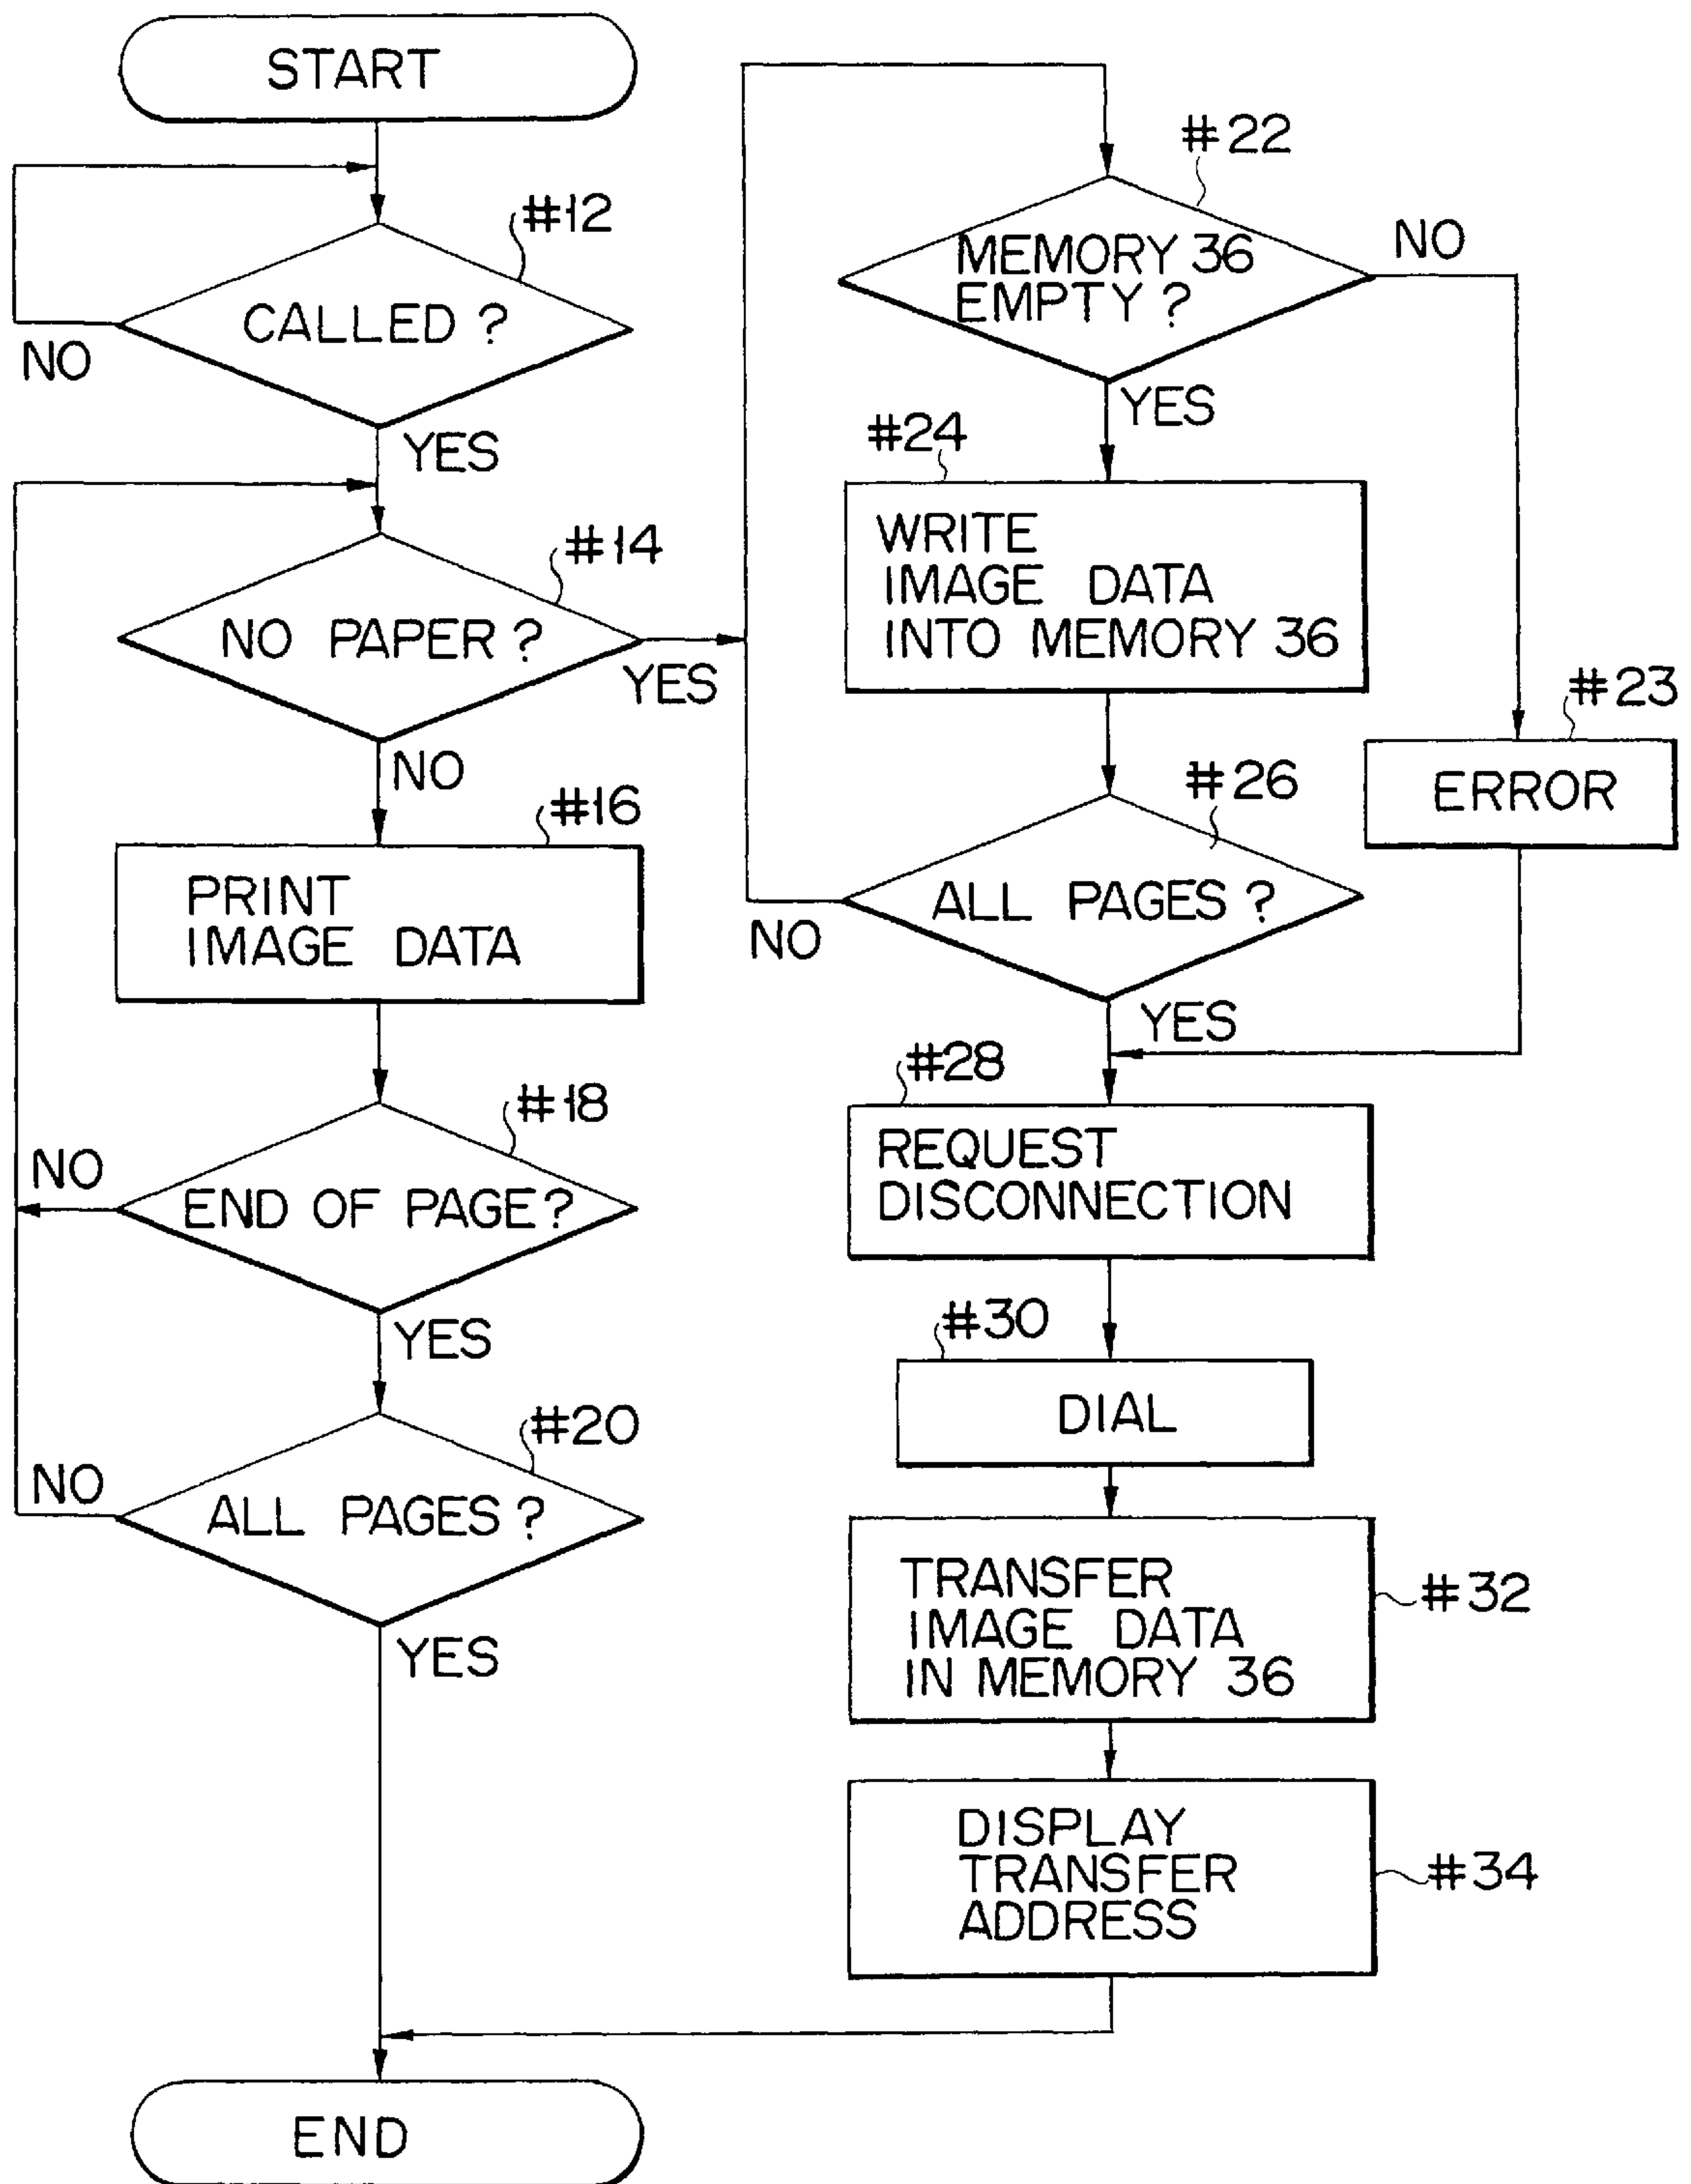 START
#12
CALLED ?
NO
YES
#14
NO PAPER ?
YES
NO
#16
PRINT
IMAGE DATA
#18
NO
END OF PAGE?
YES
#20
NO
ALL PAGES ?
YES
END
#22
MEMORY 36
EMPTY ?
NO
YES
#24
WRITE
IMAGE DATA
INTO MEMORY 36
#23
ERROR
#26
ALL PAGES ?
NO
YES
#28
REQUEST
DISCONNECTION
#30
DIAL
TRANSFER
IMAGE DATA
IN MEMORY 36
#32
DISPLAY
TRANSFER
ADDRESS
#34